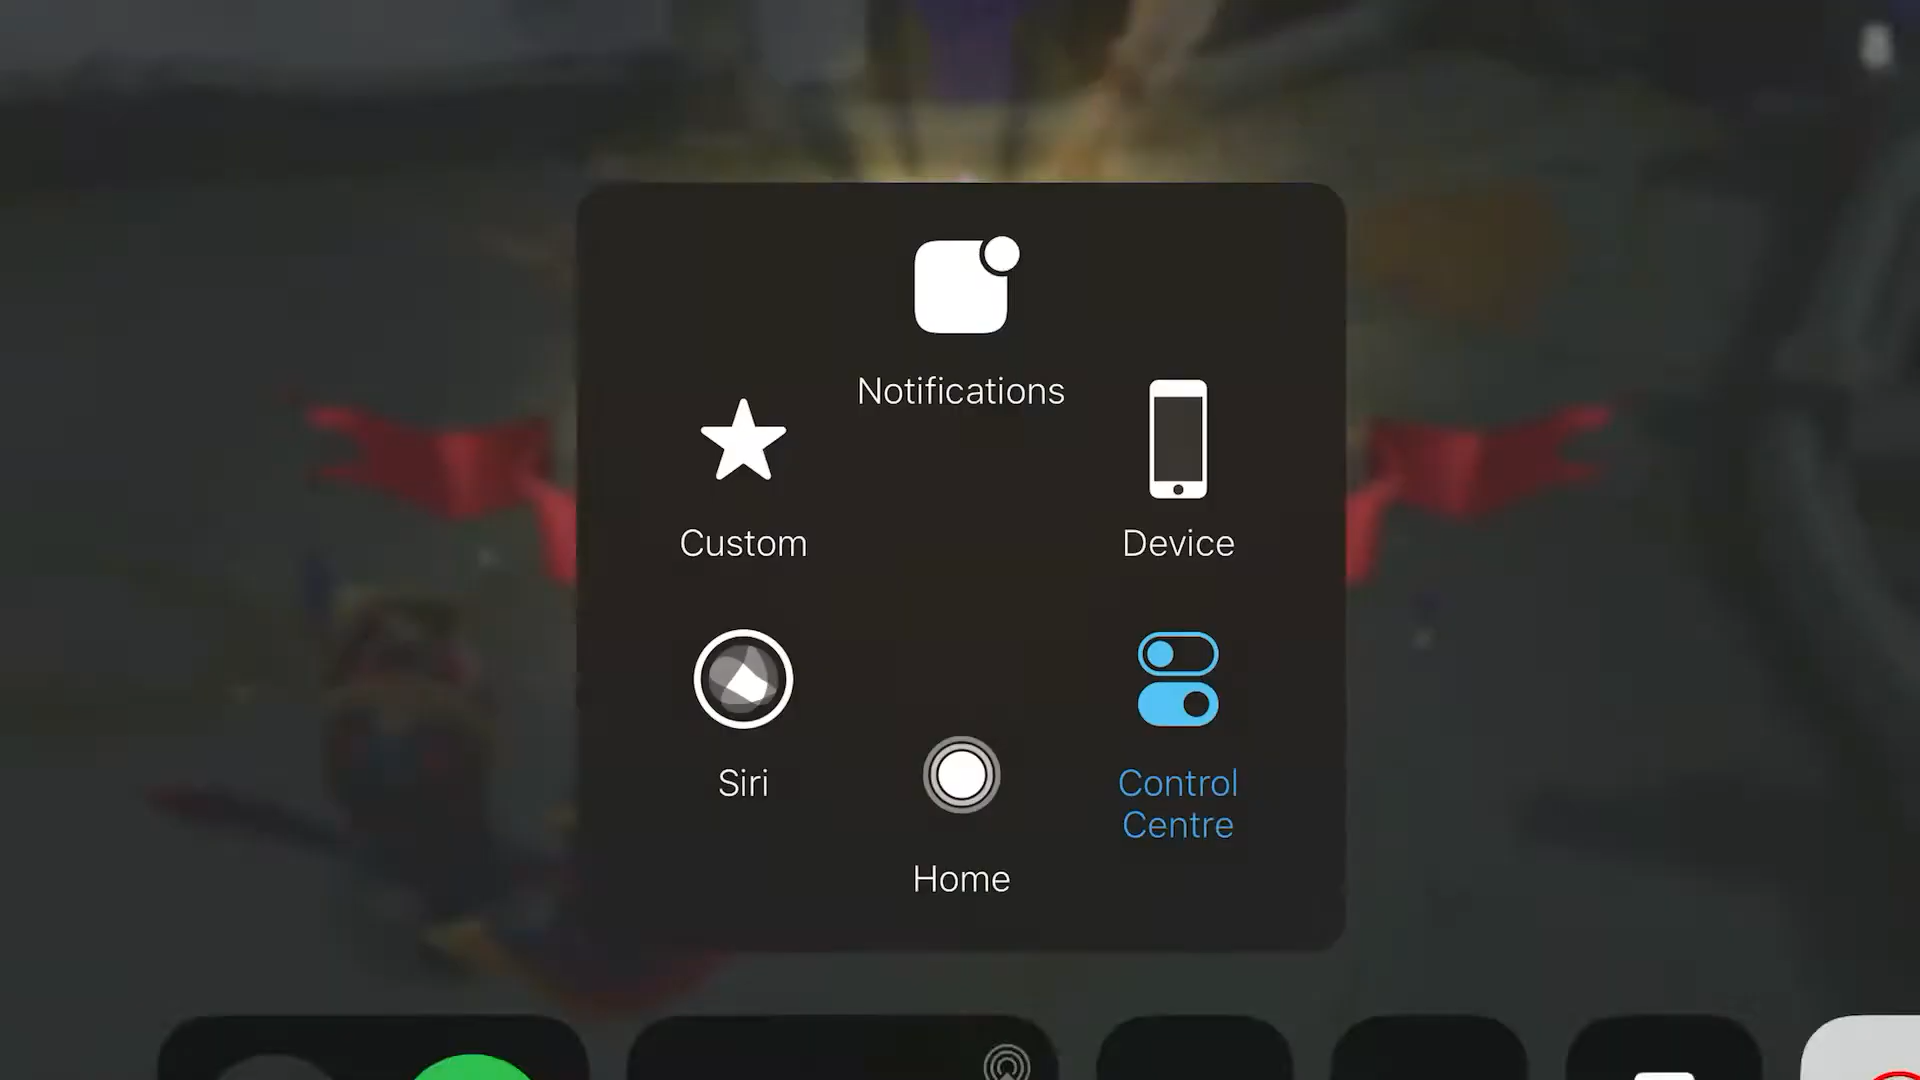 Notifications
Custom
Device
Siri
Control
Centre
Home